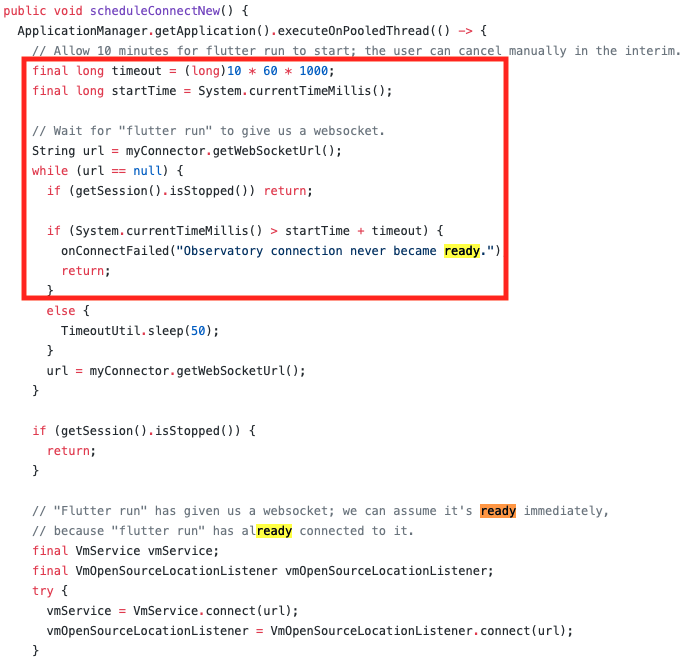 public void scheduleConnectNew() {
  ApplicationManager.getApplication().executeOnPooledThread(() -> {
    // Allow 10 minutes for flutter run to start; the user can cancel manually in the interim.
    final long timeout = (long)10 * 60 * 1000;
    final long startTime = System.currentTimeMillis();

    // Wait for "flutter run" to give us a websocket.
    String url = myConnector.getWebSocketUrl();
    while (url == null) {
      if (getSession().isStopped()) return;

      if (System.currentTimeMillis() > startTime + timeout) {
        onConnectFailed("Observatory connection never became ready.")
        return;
      }
      else {
        TimeoutUtil.sleep(50);
      }
      url = myConnector.getWebSocketUrl();
    }

    if (getSession().isStopped()) {
      return;
    }

    // "Flutter run" has given us a websocket; we can assume it's ready immediately,
    // because "flutter run" has already connected to it.
    final VmService vmService;
    final VmOpenSourceLocationListener vmOpenSourceLocationListener;
    try {
      vmService = VmService.connect(url);
      vmOpenSourceLocationListener = VmOpenSourceLocationListener.connect(url);
    }